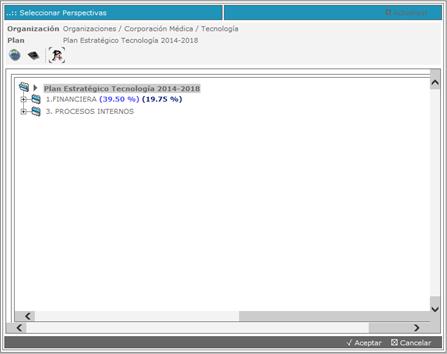 ..:: Seleccionar Perspectivas
Organización Organizaciones / Corporación Médica / Tecnología
Plan Plan Estratégico Tecnología 2014-2018
Plan Estratégico Tecnología 2014-2018
1.FINANCIERA (39.50 %) (19.75 %)
3. PROCESOS INTERNOS
√ Aceptar ☒ Cancelar